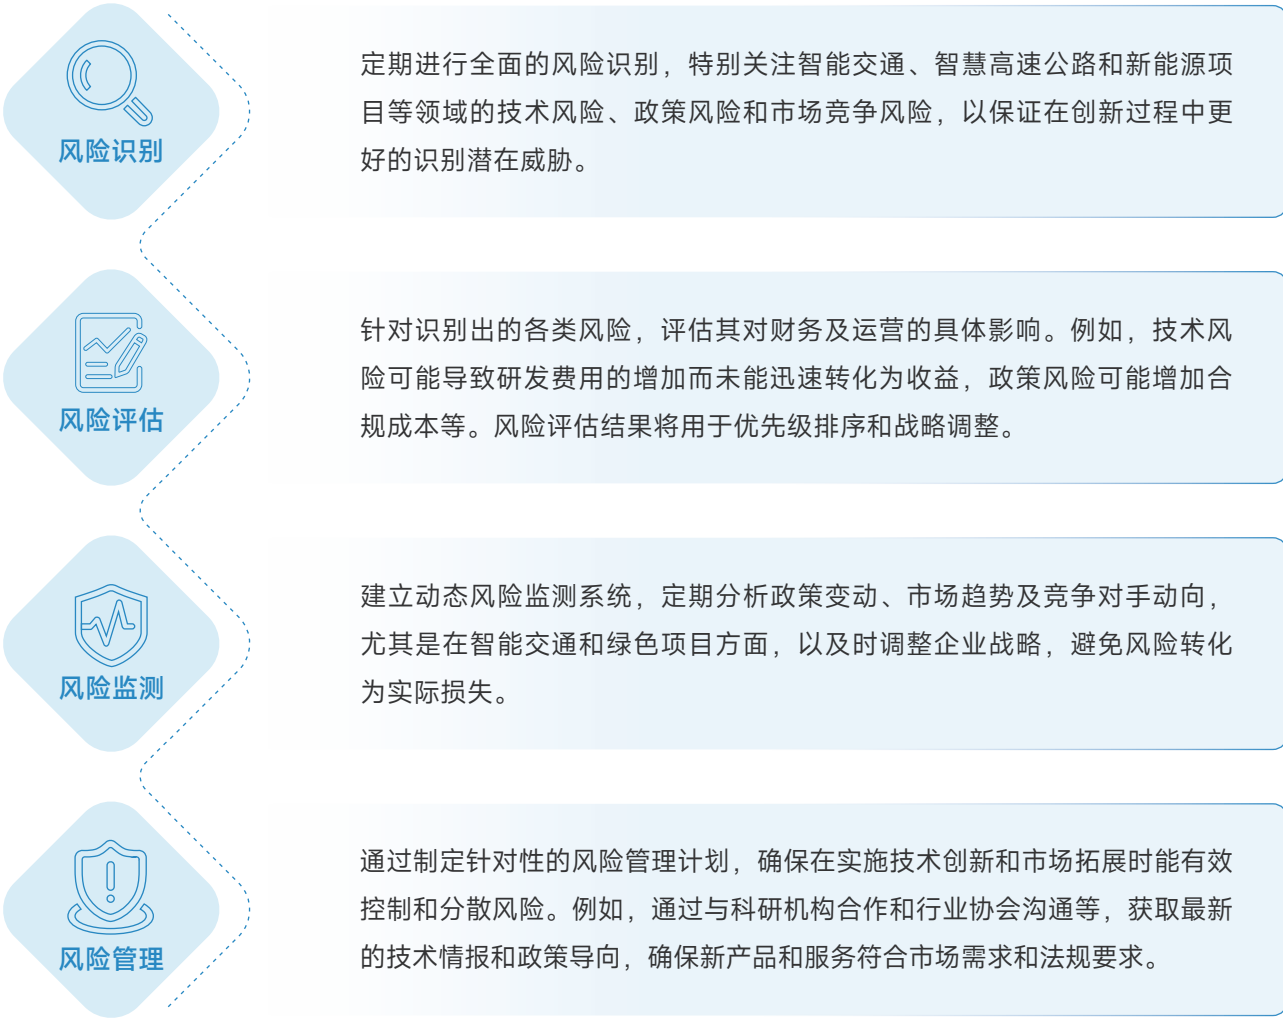 风险识别
定期进行全面的风险识别，特别关注智能交通、智慧高速公路和新能源项
目等领域的技术风险、政策风险和市场竞争风险，以保证在创新过程中更
好的识别潜在威胁。
风险评估
针对识别出的各类风险，评估其对财务及运营的具体影响。例如，技术风
险可能导致研发费用的增加而未能迅速转化为收益，政策风险可能增加合
规成本等。风险评估结果将用于优先级排序和战略调整。
风险监测
建立动态风险监测系统，定期分析政策变动、市场趋势及竞争对手动向，
尤其是在智能交通和绿色项目方面，以及时调整企业战略，避免风险转化
为实际损失。
风险管理
通过制定针对性的风险管理计划，确保在实施技术创新和市场拓展时能有效
控制和分散风险。例如，通过与科研机构合作和行业协会沟通等，获取最新
的技术情报和政策导向，确保新产品和服务符合市场需求和法规要求。